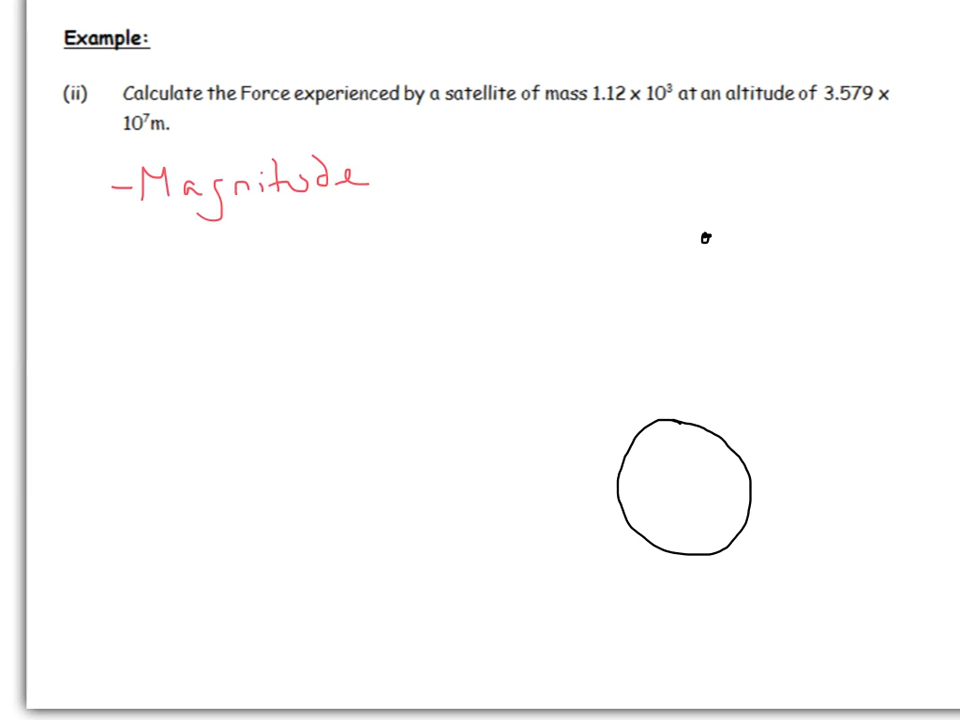 Example:
(ii) Calculate the Force experienced by a satellite of mass 1.12 x 10³ at an altitude of 3.579 x
10⁷m.
- Magnitude